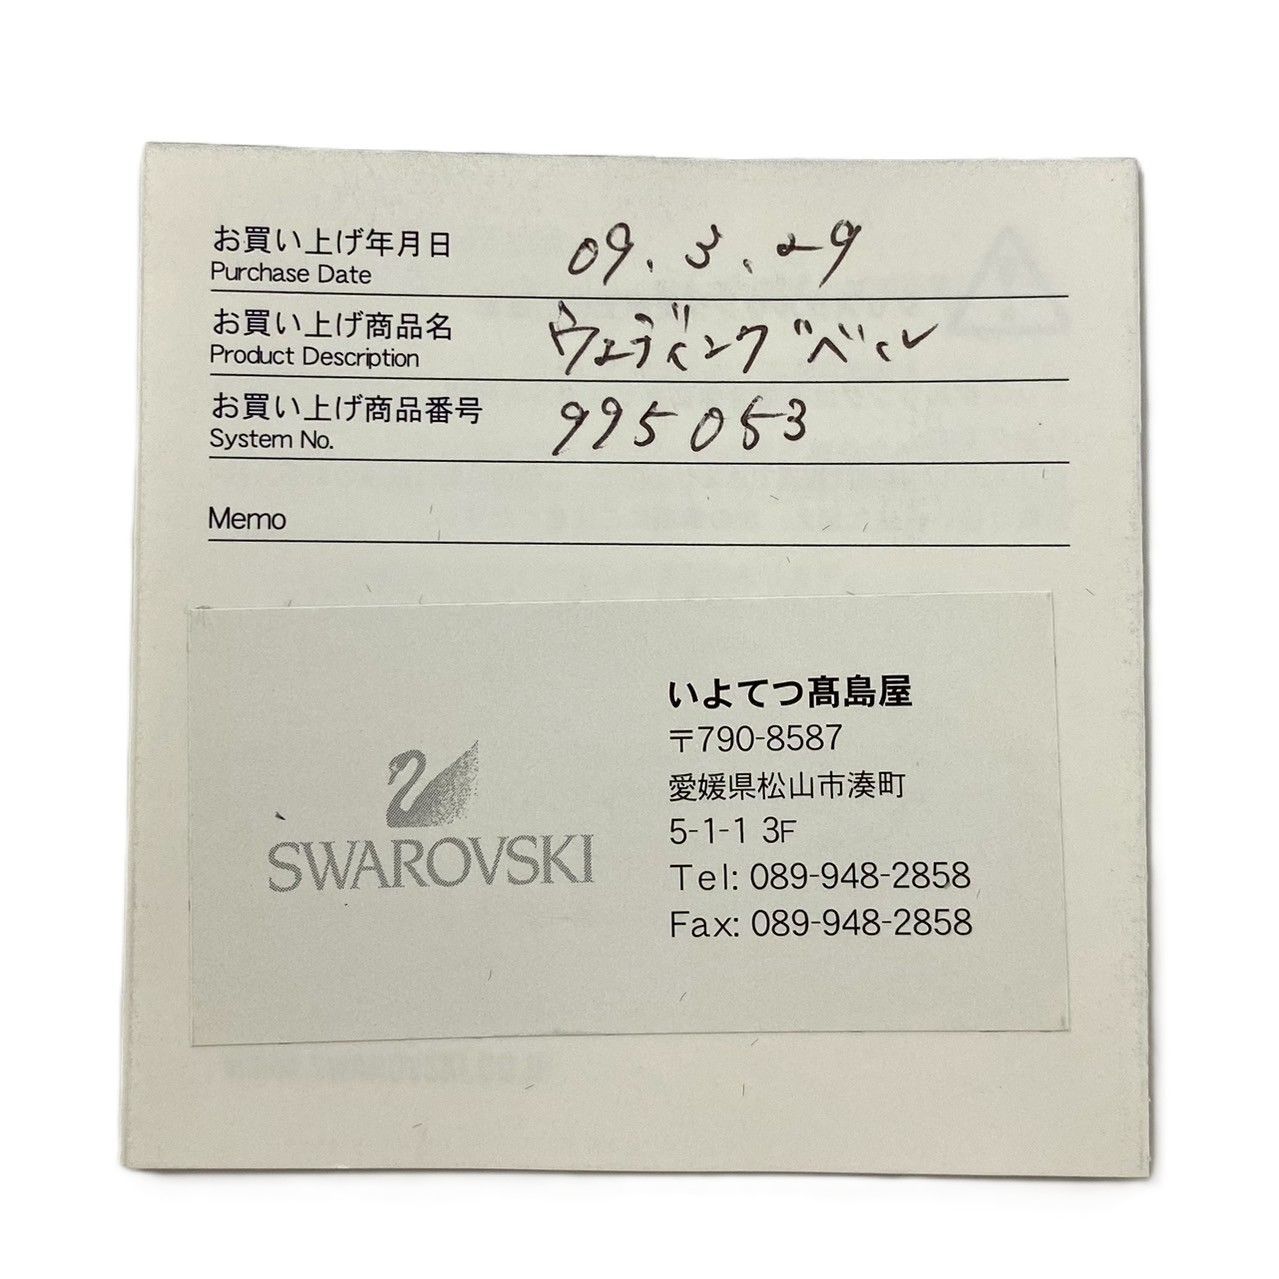 お買い上げ年月日 09.3.29
Purchase Date
お買い上げ商品名 ウェディングベル
Product Description
お買い上げ商品番号 995053
System No.
Memo
いよてつ髙島屋
〒790-8587
愛媛県松山市湊町
5-1-1 3F
Tel: 089-948-2858
Fax: 089-948-2858
SWAROVSKI